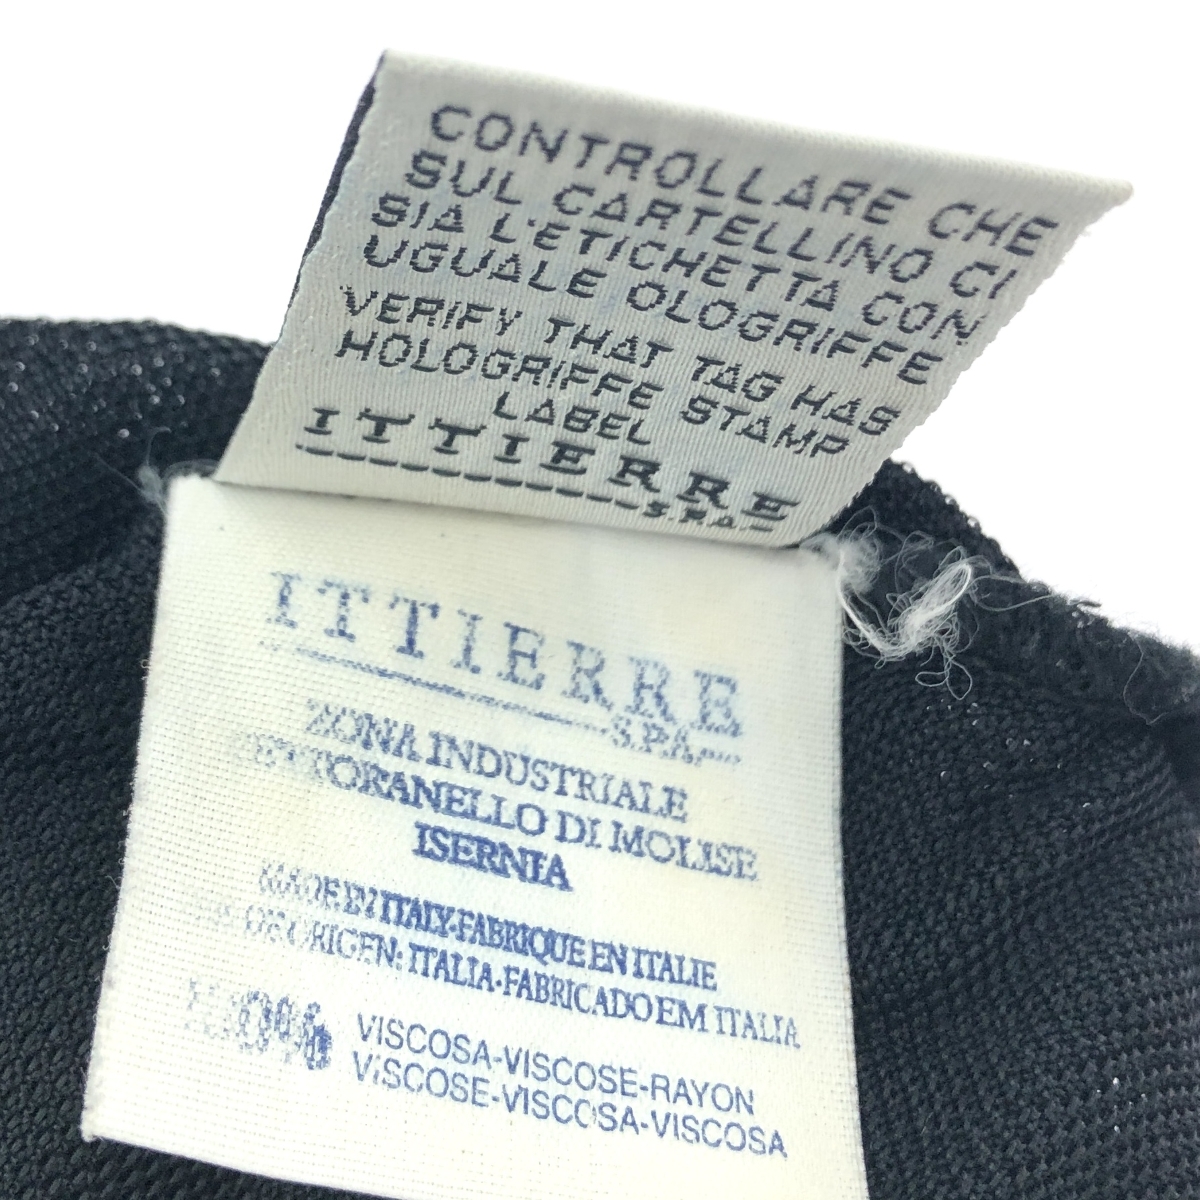 CONTROLLARE CHE
SUL CARTELLINO CI
SIA L'ETICHETTA CON
UGUALE OLOGRIFFE
VERIFY THAT TAG HAS
HOLOGRIFFE STAMP
LABEL
ITTIERRE
S.P.A.
ITTIERRE
S.P.A.
ZONA INDUSTRIALE
DI MOLISE
ISERNIA
MADE IN ITALY-FABRIQUE EN ITALIE
DE ORIGEN: ITALIA-FABRICADO EM ITALIA
VISCOSA-VISCOSE-RAYON
VISCOSE-VISCOSA-VISCOSA